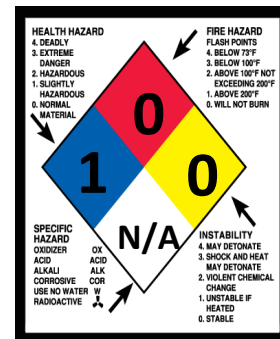 HEALTH HAZARD
4. DEADLY
3. EXTREME
DANGER
2. HAZARDOUS
1. SLIGHTLY
HAZARDOUS
0. NORMAL
MATERIAL
FIRE HAZARD
FLASH POINTS
4. BELOW 73°F
3. BELOW 100°F
2. ABOVE 100°F NOT
EXCEEDING 200°F
1. ABOVE 200°F
0. WILL NOT BURN
0
1
0
N/A
SPECIFIC
HAZARD
OXIDIZER OX
ACID ACID
ALKALI ALK
CORROSIVE COR
USE NO WATER W
RADIOACTIVE
INSTABILITY
4. MAY DETONATE
3. SHOCK AND HEAT
MAY DETONATE
2. VIOLENT CHEMICAL
CHANGE
1. UNSTABLE IF
HEATED
0. STABLE